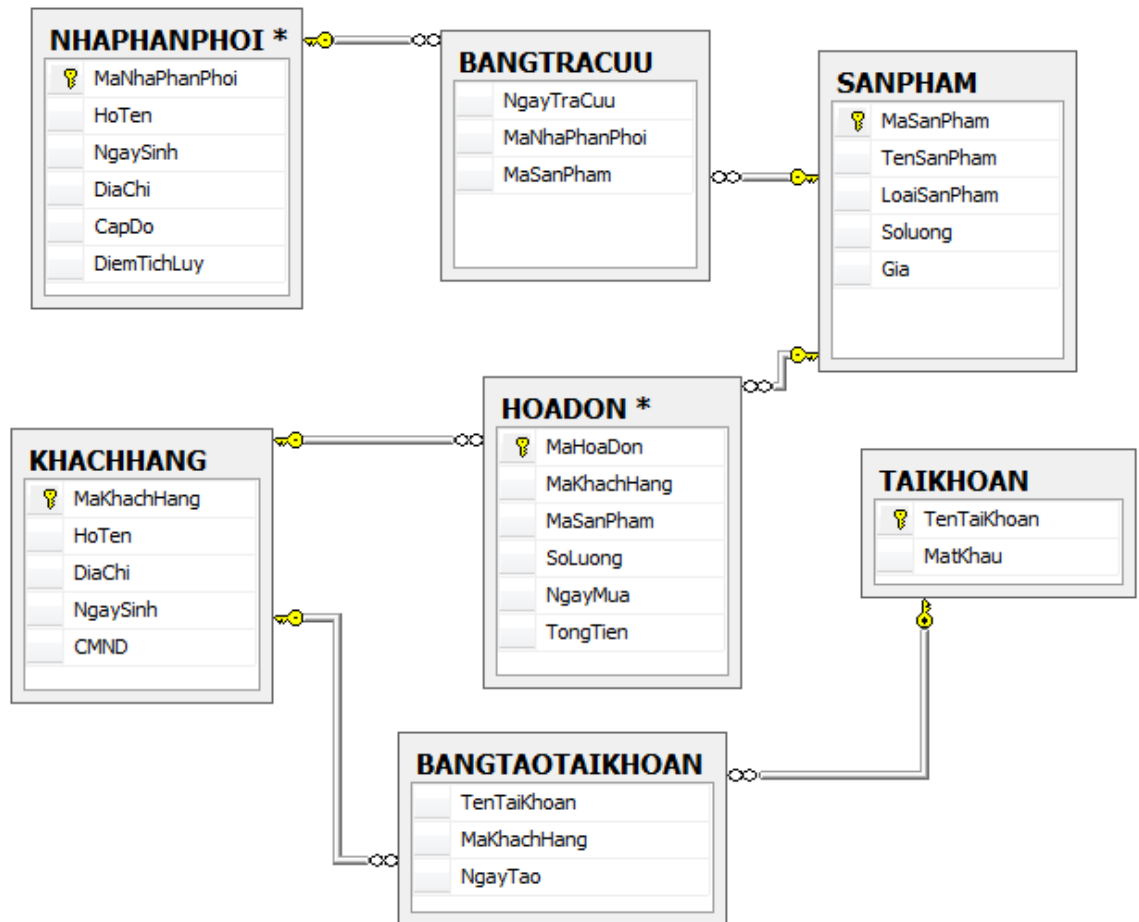 NHAPHANPHOI *
MaNhaPhanPhoi
HoTen
NgaySinh
DiaChi
CapDo
DiemTichLuy
BANGTRACUU
NgayTraCuu
MaNhaPhanPhoi
MaSanPham
SANPHAM
MaSanPham
TenSanPham
LoaiSanPham
Soluong
Gia
HOADON *
MaHoaDon
MaKhachHang
MaSanPham
SoLuong
NgayMua
TongTien
KHACHHANG
MaKhachHang
HoTen
DiaChi
NgaySinh
CMND
TAIKHOAN
TenTaiKhoan
MatKhau
BANGTAOTAIKHOAN
TenTaiKhoan
MaKhachHang
NgayTao